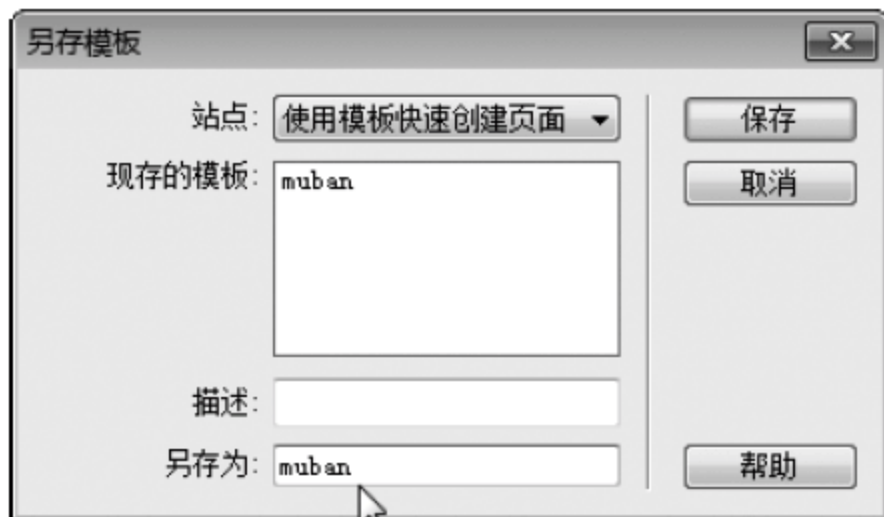 另存模板
站点: 使用模板快速创建页面 保存
现存的模板: muban 取消
描述:
另存为: muban 帮助